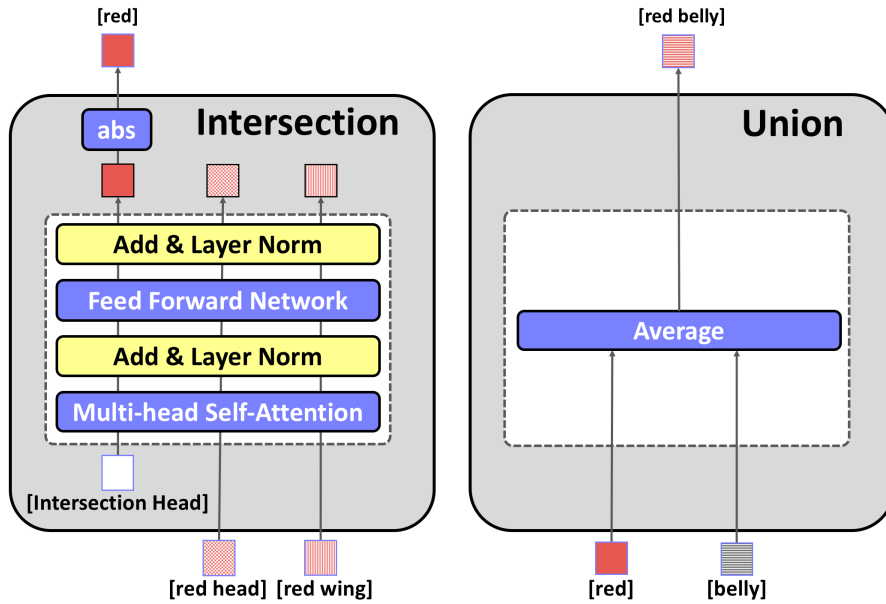 [red]
Intersection
abs
Add & Layer Norm
Feed Forward Network
Add & Layer Norm
Multi-head Self-Attention
[Intersection Head]
[red head]
[red wing]
[red belly]
Union
Average
[red]
[belly]